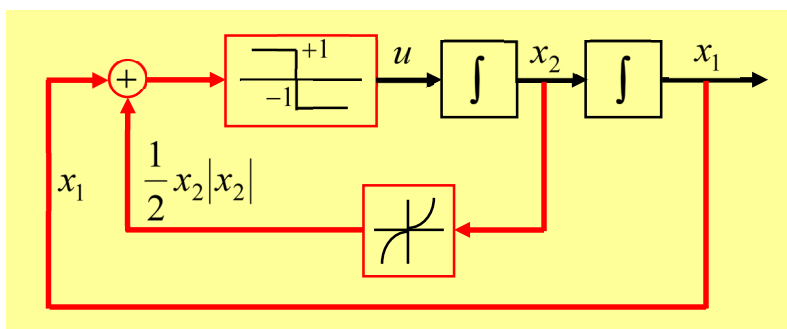 +
+1
−1
u
∫
x₂
∫
x₁
x₁
½ x₂|x₂|